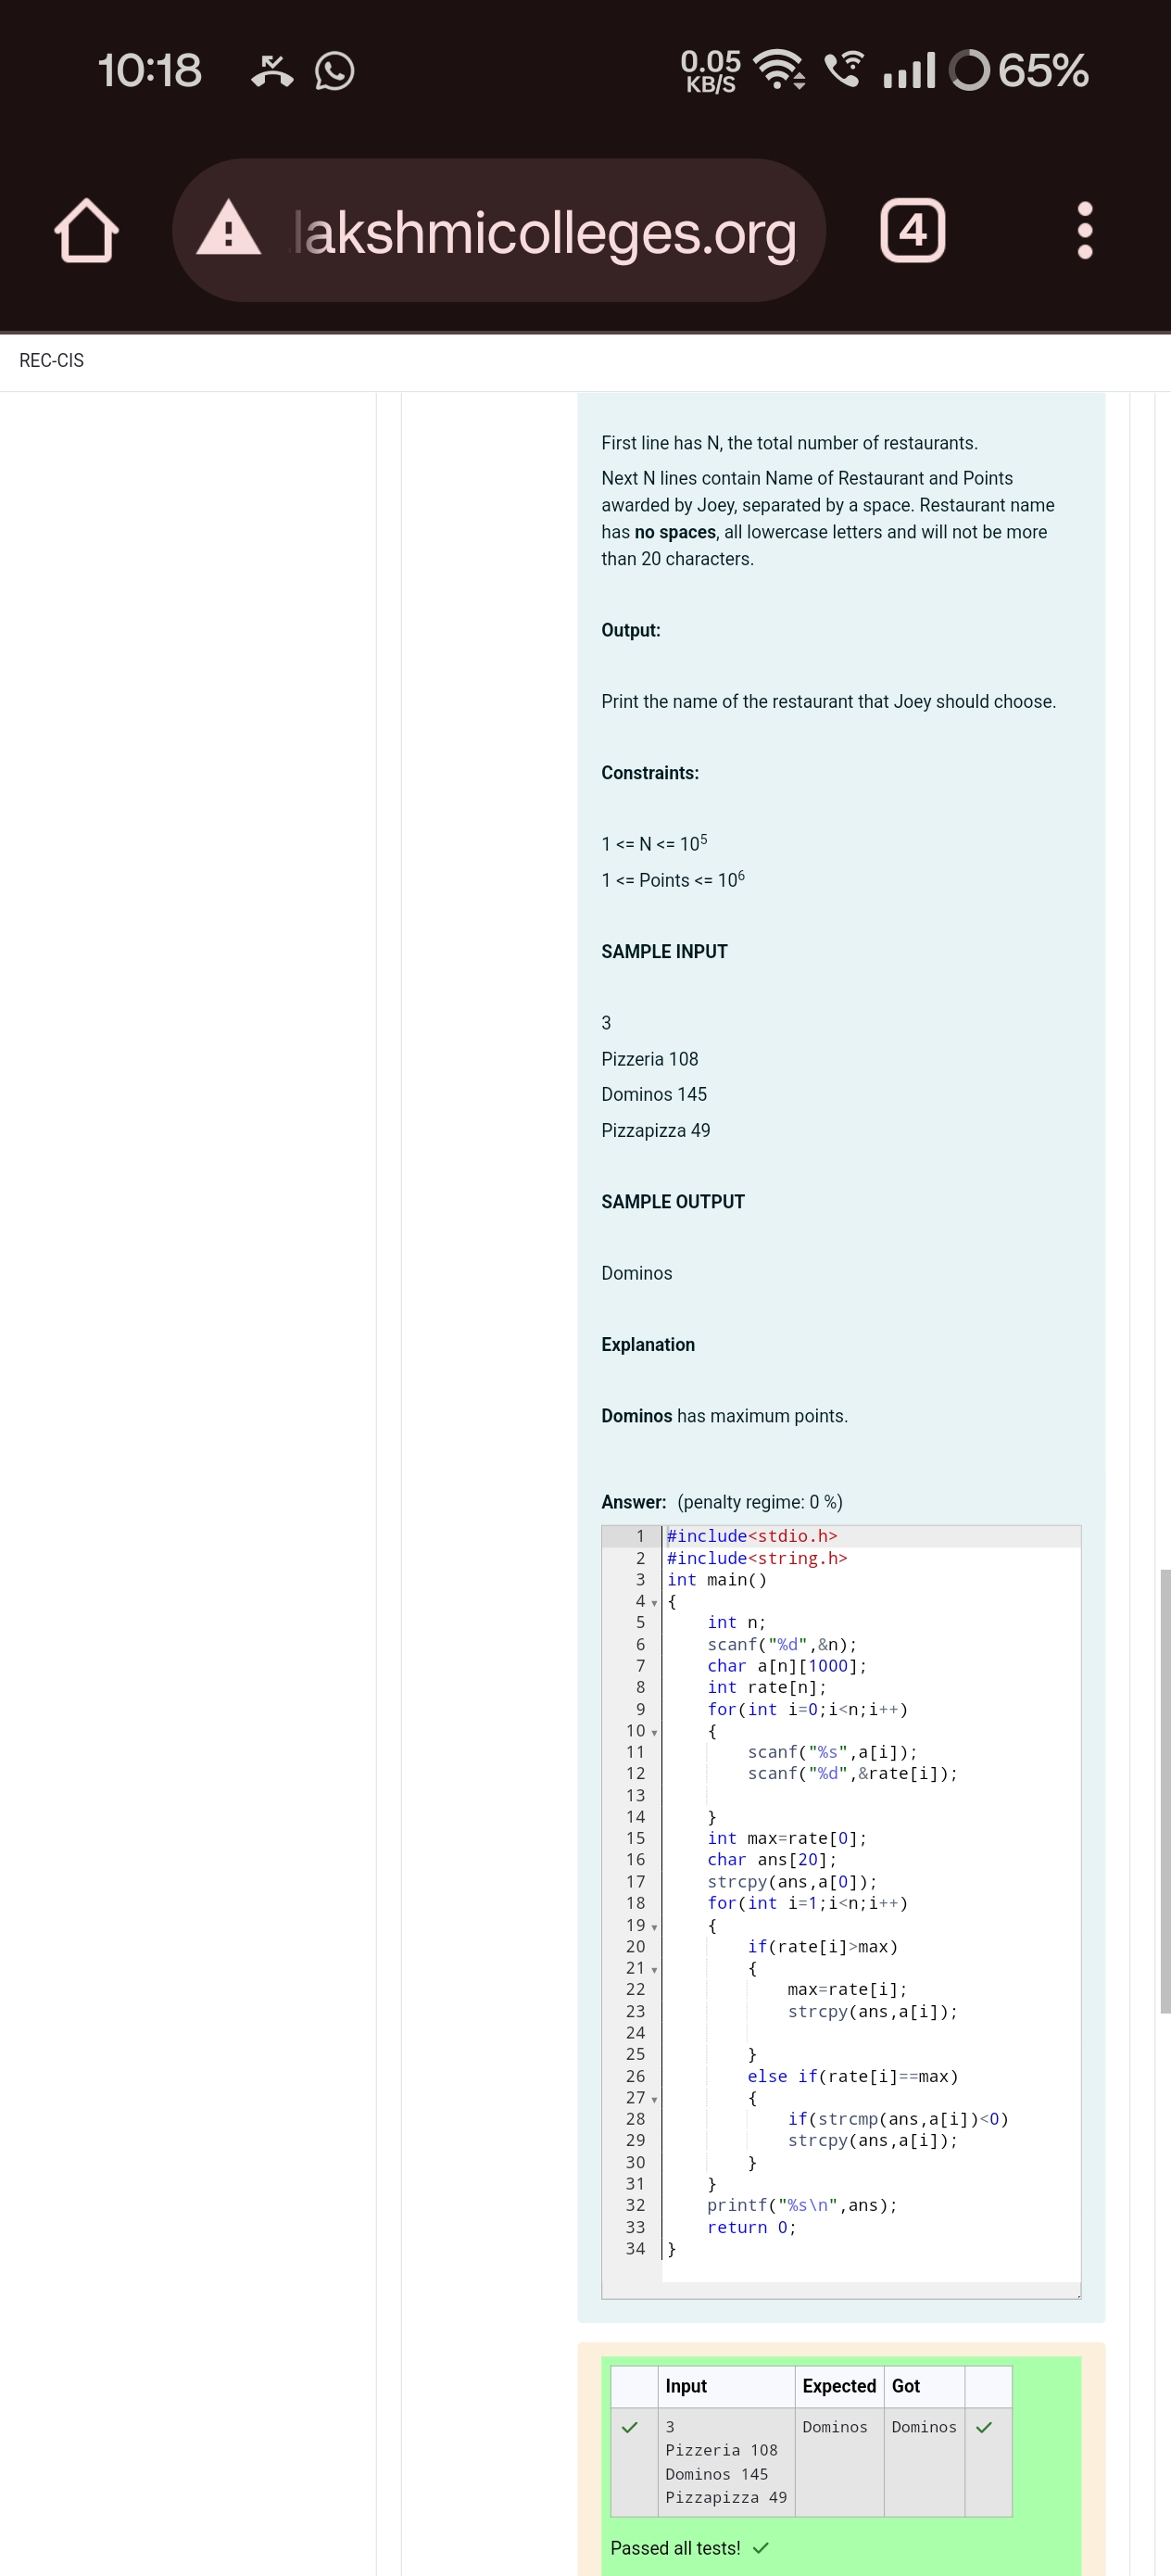 10:18
0.05 KB/S
65%
lakshmicolleges.org
4
REC-CIS
First line has N, the total number of restaurants.
Next N lines contain Name of Restaurant and Points
awarded by Joey, separated by a space. Restaurant name
has no spaces, all lowercase letters and will not be more
than 20 characters.
Output:
Print the name of the restaurant that Joey should choose.
Constraints:
1 <= N <= 10⁵
1 <= Points <= 10⁶
SAMPLE INPUT
3
Pizzeria 108
Dominos 145
Pizzapizza 49
SAMPLE OUTPUT
Dominos
Explanation
Dominos has maximum points.
Answer: (penalty regime: 0 %)
1 #include<stdio.h>
2 #include<string.h>
3 int main()
4 {
5     int n;
6     scanf("%d",&n);
7     char a[n][1000];
8     int rate[n];
9     for(int i=0;i<n;i++)
10     {
11         scanf("%s",a[i]);
12         scanf("%d",&rate[i]);
13
14     }
15     int max=rate[0];
16     char ans[20];
17     strcpy(ans,a[0]);
18     for(int i=1;i<n;i++)
19     {
20         if(rate[i]>max)
21         {
22             max=rate[i];
23             strcpy(ans,a[i]);
24
25         }
26         else if(rate[i]==max)
27         {
28             if(strcmp(ans,a[i])<0)
29             strcpy(ans,a[i]);
30         }
31     }
32     printf("%s\n",ans);
33     return 0;
34 }
Input Expected Got
3 Dominos Dominos
Pizzeria 108
Dominos 145
Pizzapizza 49
Passed all tests!